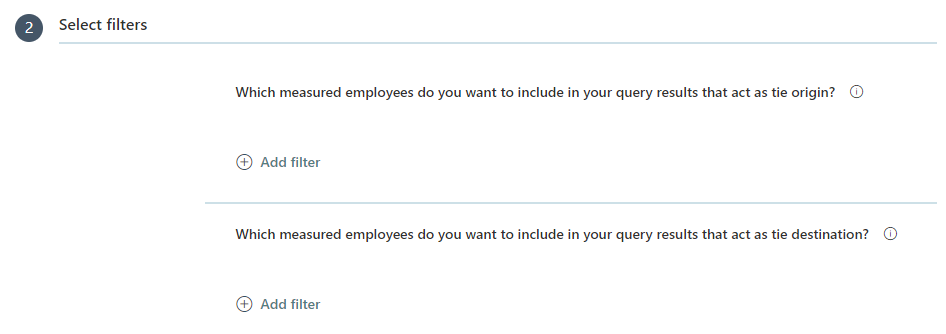 2 Select filters
Which measured employees do you want to include in your query results that act as tie origin?
Add filter
Which measured employees do you want to include in your query results that act as tie destination?
Add filter